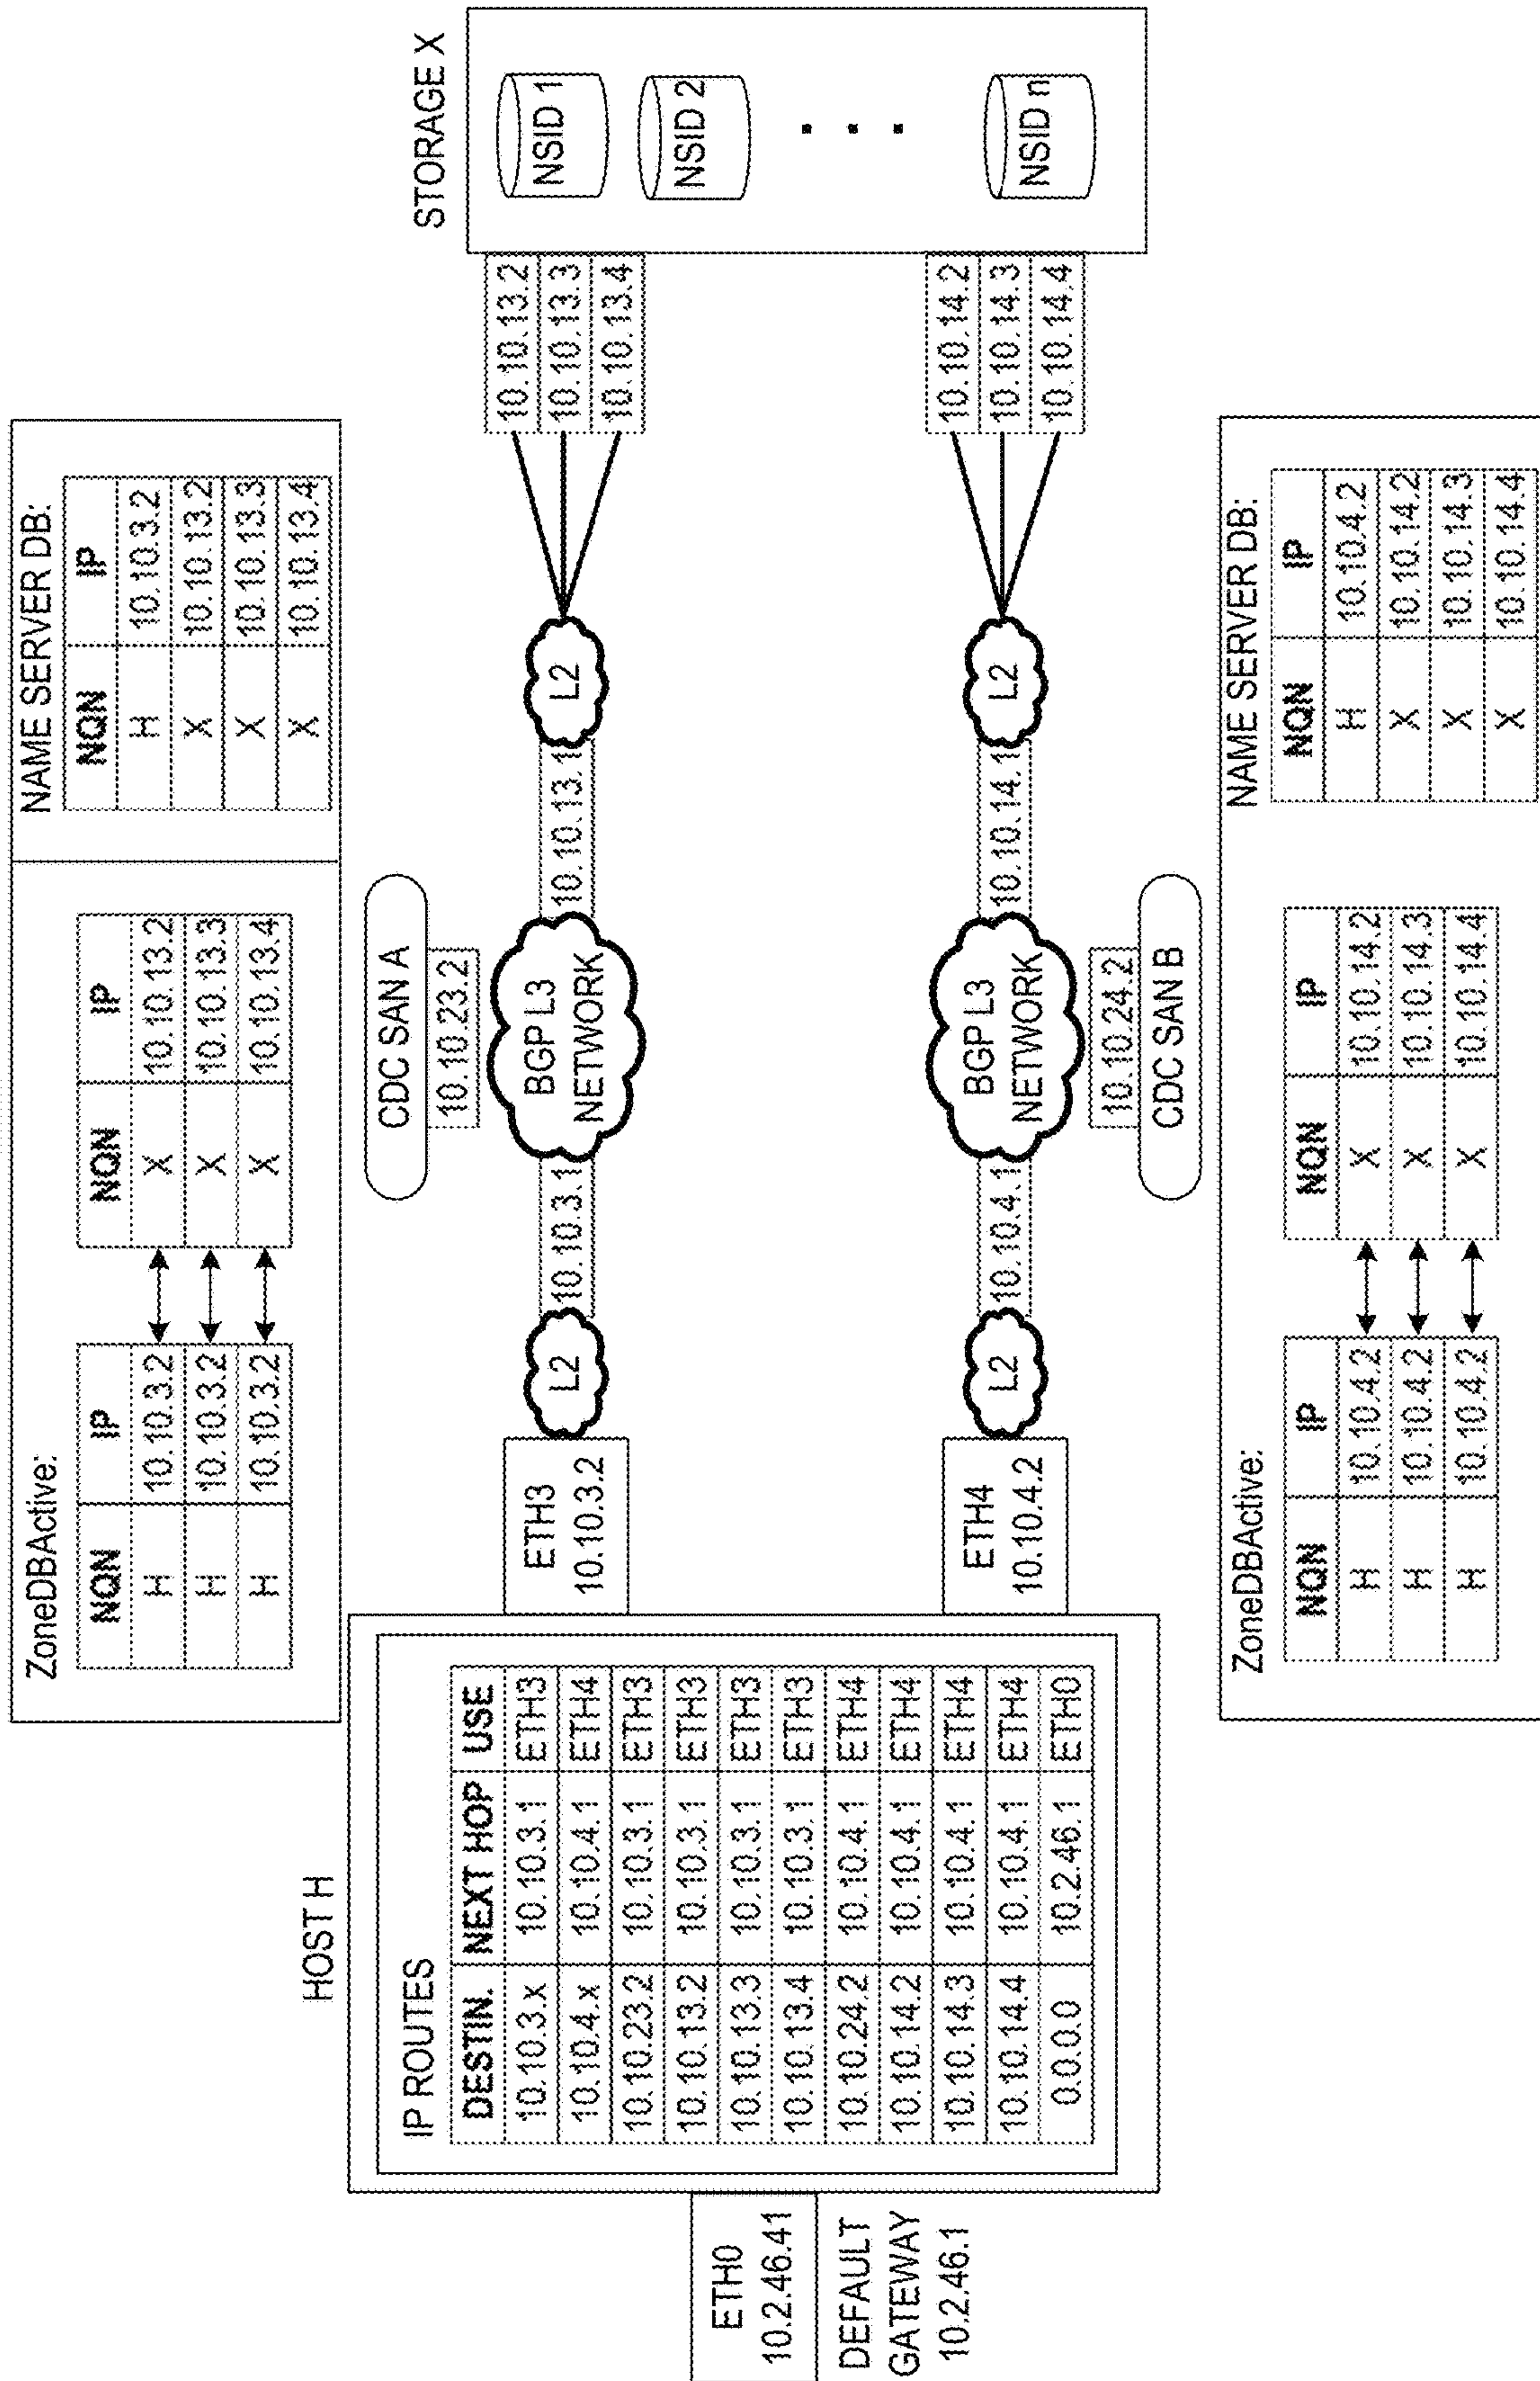 ZoneDBActive:
NQN IP
H 10.10.3.2
H 10.10.3.2
H 10.10.3.2
NQN IP
X 10.10.13.2
X 10.10.13.3
X 10.10.13.4
NAME SERVER DB:
NQN IP
H 10.10.3.2
X 10.10.13.2
X 10.10.13.3
X 10.10.13.4
HOST H
IP ROUTES
DESTIN. NEXT HOP USE
10.10.3.x 10.10.3.1 ETH3
10.10.4.x 10.10.4.1 ETH4
10.10.23.2 10.10.3.1 ETH3
10.10.13.2 10.10.3.1 ETH3
10.10.13.3 10.10.3.1 ETH3
10.10.13.4 10.10.3.1 ETH3
10.10.24.2 10.10.4.1 ETH4
10.10.14.2 10.10.4.1 ETH4
10.10.14.3 10.10.4.1 ETH4
10.10.14.4 10.10.4.1 ETH4
0.0.0.0 10.2.46.1 ETH0
ETH0
10.2.46.41
DEFAULT
GATEWAY
10.2.46.1
ETH3
10.10.3.2
L2
10.10.3.1
CDC SAN A
10.10.23.2
BGP L3
NETWORK
10.10.13.1
L2
10.10.13.2
10.10.13.3
10.10.13.4
STORAGE X
NSID 1
NSID 2
NSID n
ETH4
10.10.4.2
L2
10.10.4.1
BGP L3
NETWORK
10.10.24.2
CDC SAN B
10.10.14.1
L2
10.10.14.2
10.10.14.3
10.10.14.4
ZoneDBActive:
NQN IP
H 10.10.4.2
H 10.10.4.2
H 10.10.4.2
NQN IP
X 10.10.14.2
X 10.10.14.3
X 10.10.14.4
NAME SERVER DB:
NQN IP
H 10.10.4.2
X 10.10.14.2
X 10.10.14.3
X 10.10.14.4